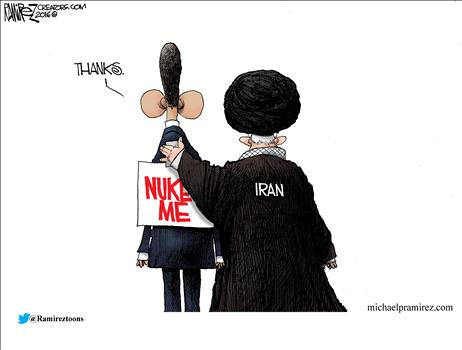 RAMIREZ
CREATORS.COM
2016©
THANKS.
NUKE
ME
IRAN
@Ramireztoons
michaelpramirez.com